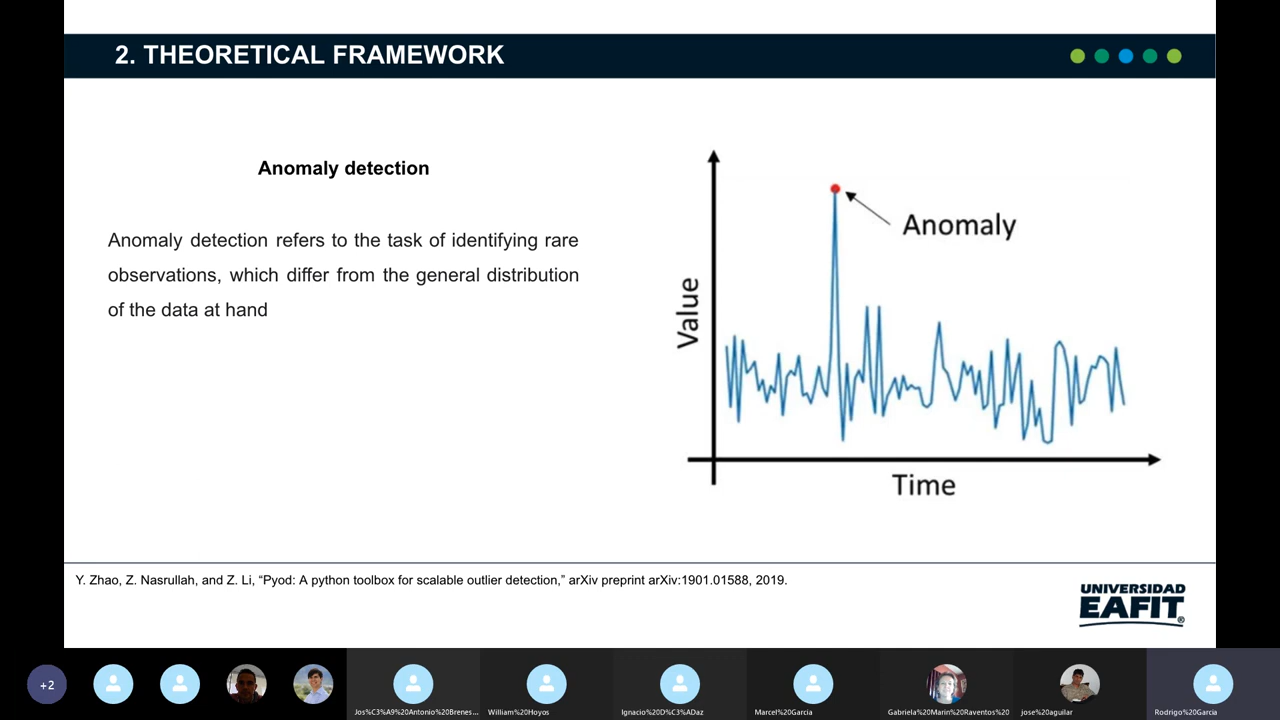 2. THEORETICAL FRAMEWORK
Anomaly detection
Anomaly detection refers to the task of identifying rare
observations, which differ from the general distribution
of the data at hand
Anomaly
Value
Time
Y. Zhao, Z. Nasrullah, and Z. Li, “Pyod: A python toolbox for scalable outlier detection,” arXiv preprint arXiv:1901.01588, 2019.
UNIVERSIDAD
EAFIT®
+2
Jos%C3%A9%20Antonio%20Brenes...
William%20Hoyos
Ignacio%20D%C3%ADaz
Marcel%20Garcia
Gabriela%20Marin%20Raventos%20
jose%20aguilar
Rodrigo%20Garcia